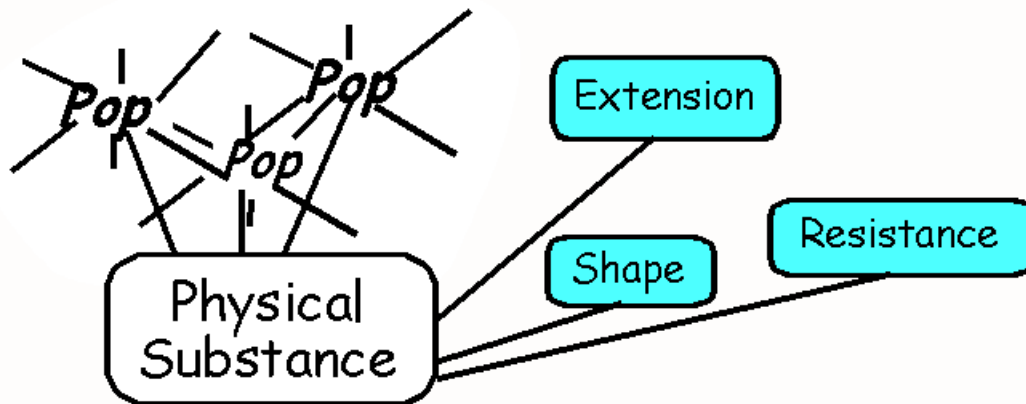 Pop
Pop
Pop
Extension
Shape
Resistance
Physical
Substance